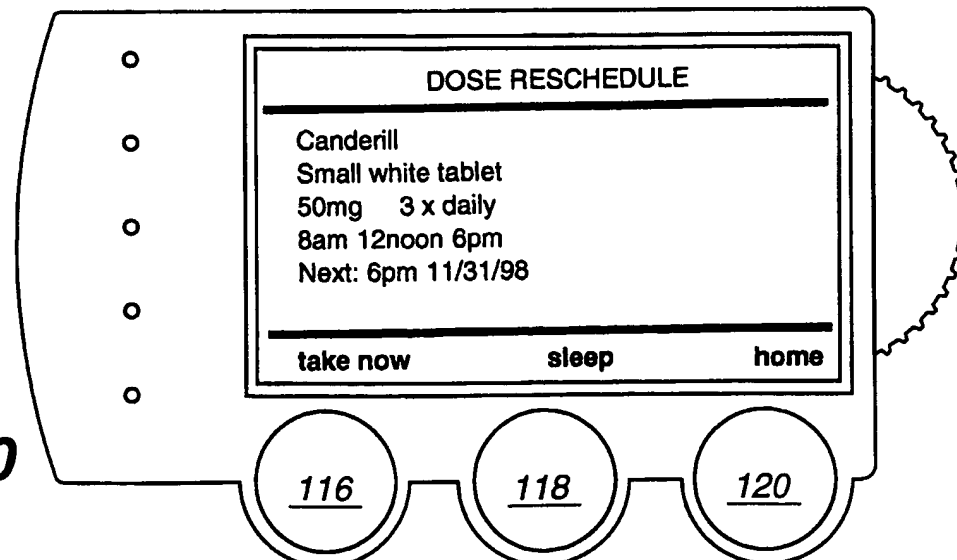 DOSE RESCHEDULE
Canderill
Small white tablet
50mg 3 x daily
8am 12noon 6pm
Next: 6pm 11/31/98
take now sleep home
0
116 118 120